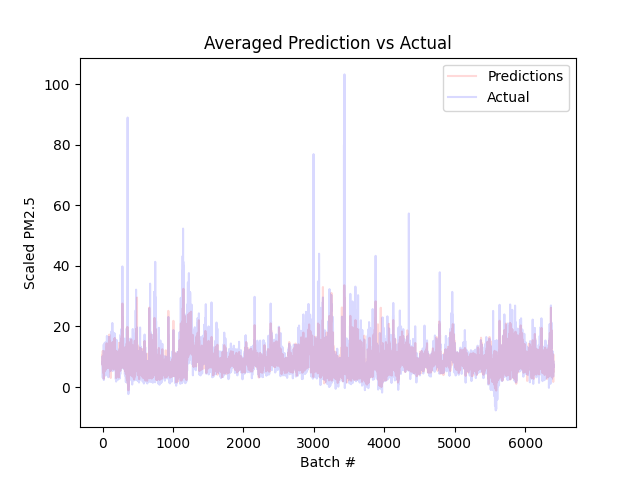 Averaged Prediction vs Actual
Predictions
Actual
Scaled PM2.5
100
80
60
40
20
0
0 1000 2000 3000 4000 5000 6000
Batch #